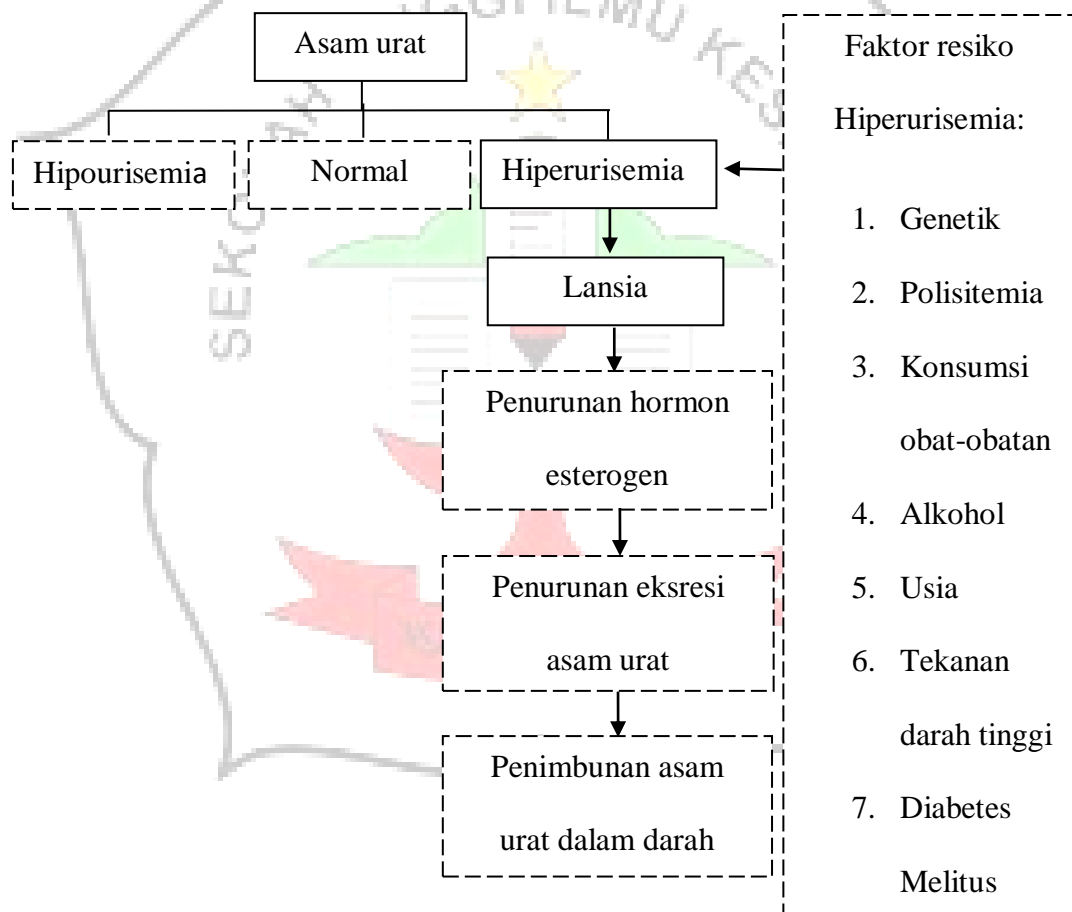 Asam urat
Hipourisemia
Normal
Hiperurisemia
Lansia
Penurunan hormon
esterogen
Penurunan eksresi
asam urat
Penimbunan asam
urat dalam darah
Faktor resiko
Hiperurisemia:
1. Genetik
2. Polisitemia
3. Konsumsi
obat-obatan
4. Alkohol
5. Usia
6. Tekanan
darah tinggi
7. Diabetes
Melitus